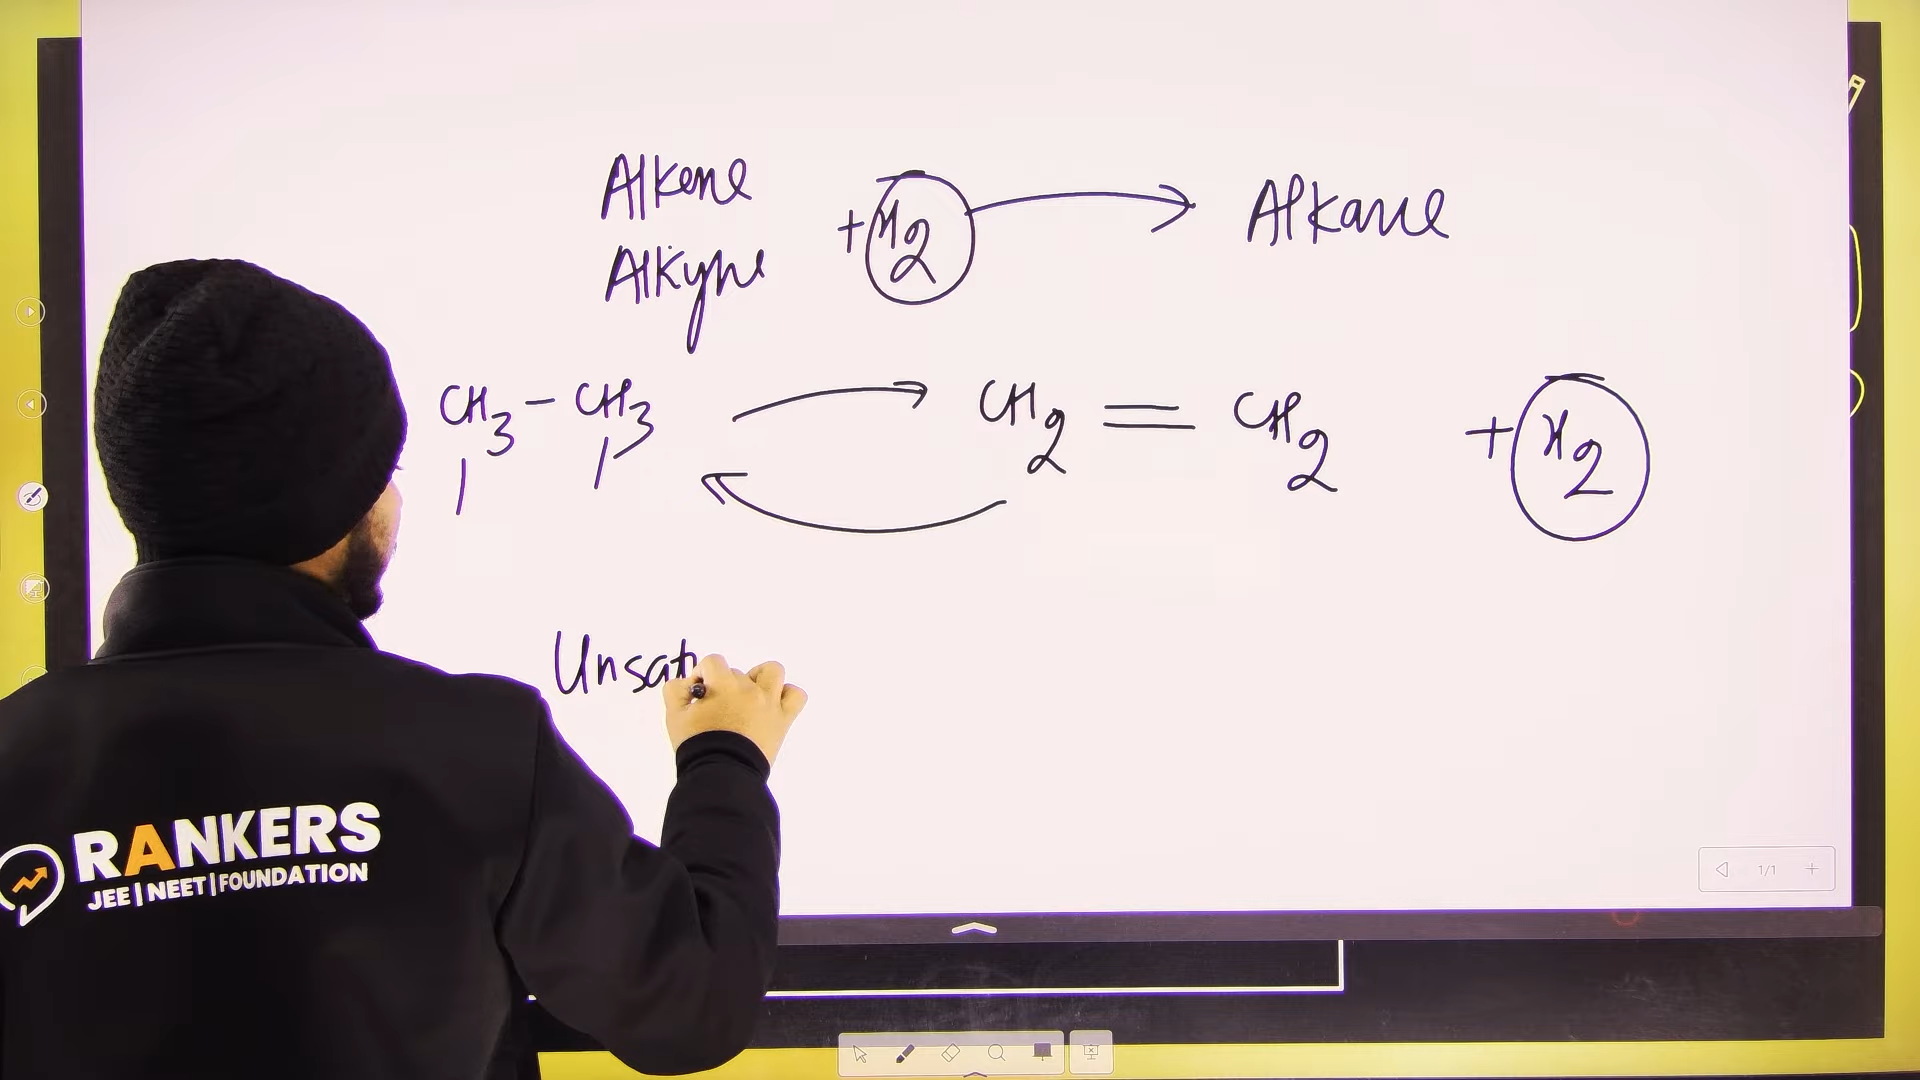 Alkene
Alkyne
+ H2 → Alkane
CH3 - CH3 ⇄ CH2 = CH2 + H2
Unsat
RANKERS
JEE | NEET | FOUNDATION
1/1